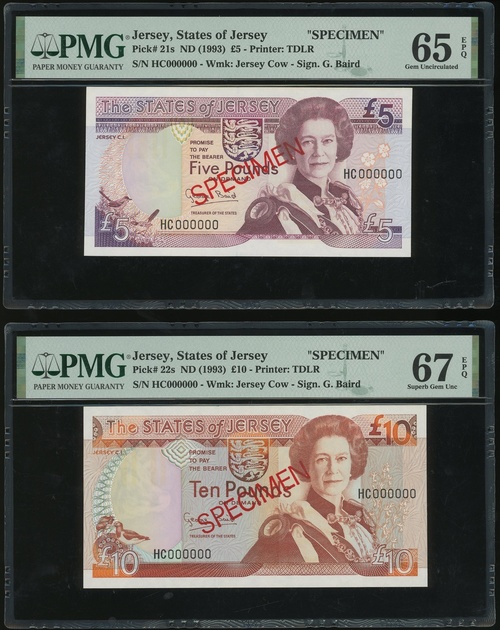 PMG
PAPER MONEY GUARANTY
Jersey, States of Jersey "SPECIMEN"
Pick# 21s ND (1993) £5 - Printer: TDLR
S/N HC000000 - Wmk: Jersey Cow - Sign. G. Baird
65 EPQ
Gem Uncirculated
The STATES of JERSEY
£5
JERSEY C.I.
PROMISE
TO PAY
THE BEARER
Five Pounds
ON DEMAND
HC000000
SPECIMEN
TREASURER OF THE STATES
HC000000
£5
£5
PMG
PAPER MONEY GUARANTY
Jersey, States of Jersey "SPECIMEN"
Pick# 22s ND (1993) £10 - Printer: TDLR
S/N HC000000 - Wmk: Jersey Cow - Sign. G. Baird
67 EPQ
Superb Gem Unc
The STATES of JERSEY
£10
JERSEY C.I.
PROMISE
TO PAY
THE BEARER
Ten Pounds
ON DEMAND
HC000000
SPECIMEN
TREASURER OF THE STATES
HC000000
£10
£10